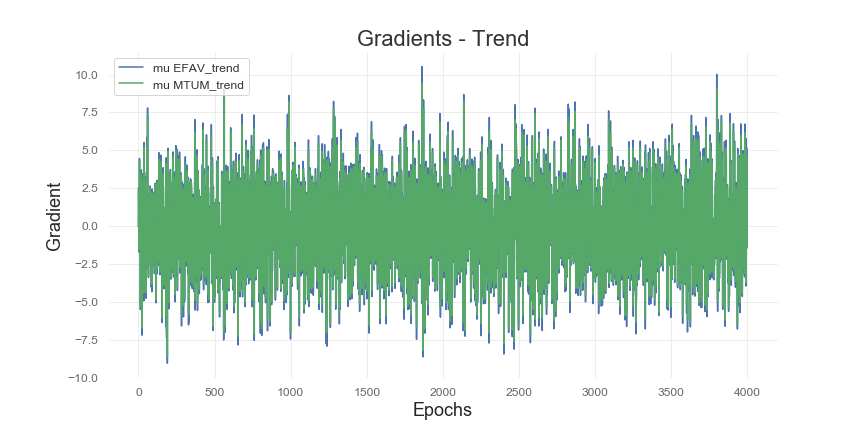 Gradients - Trend
mu EFAV_trend
mu MTUM_trend
10.0
7.5
5.0
2.5
0.0
−2.5
−5.0
−7.5
−10.0
Gradient
0 500 1000 1500 2000 2500 3000 3500 4000
Epochs